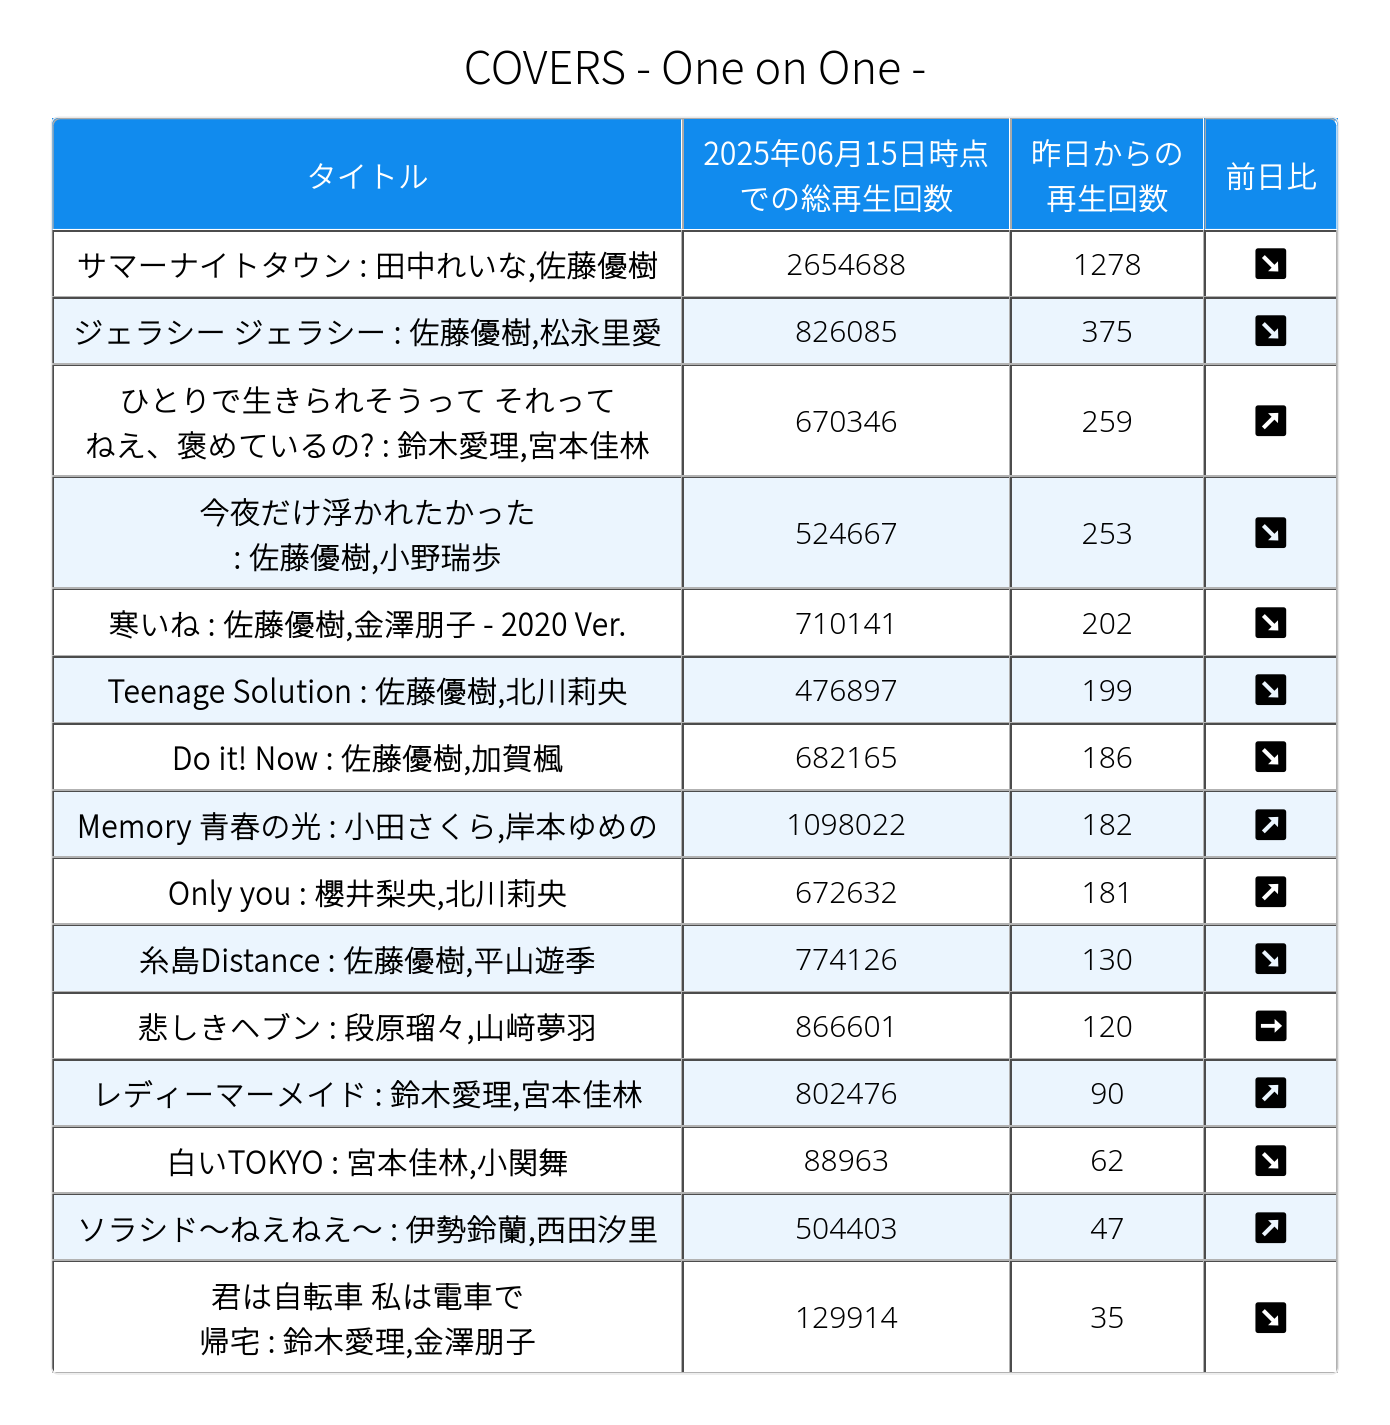 COVERS - One on One -
タイトル
2025年06月15日時点
での総再生回数
昨日からの
再生回数
前日比
サマーナイトタウン : 田中れいな,佐藤優樹 2654688 1278 ↘
ジェラシー ジェラシー : 佐藤優樹,松永里愛 826085 375 ↘
ひとりで生きられそうって それって
ねえ、褒めているの? : 鈴木愛理,宮本佳林 670346 259 ↗
今夜だけ浮かれたかった
: 佐藤優樹,小野瑞歩 524667 253 ↘
寒いね : 佐藤優樹,金澤朋子 - 2020 Ver. 710141 202 ↘
Teenage Solution : 佐藤優樹,北川莉央 476897 199 ↘
Do it! Now : 佐藤優樹,加賀楓 682165 186 ↘
Memory 青春の光 : 小田さくら,岸本ゆめの 1098022 182 ↗
Only you : 櫻井梨央,北川莉央 672632 181 ↗
糸島Distance : 佐藤優樹,平山遊季 774126 130 ↘
悲しきヘブン : 段原瑠々,山﨑夢羽 866601 120 →
レディーマーメイド : 鈴木愛理,宮本佳林 802476 90 ↗
白いTOKYO : 宮本佳林,小関舞 88963 62 ↘
ソラシド〜ねえねえ〜 : 伊勢鈴蘭,西田汐里 504403 47 ↗
君は自転車 私は電車で
帰宅 : 鈴木愛理,金澤朋子 129914 35 ↘